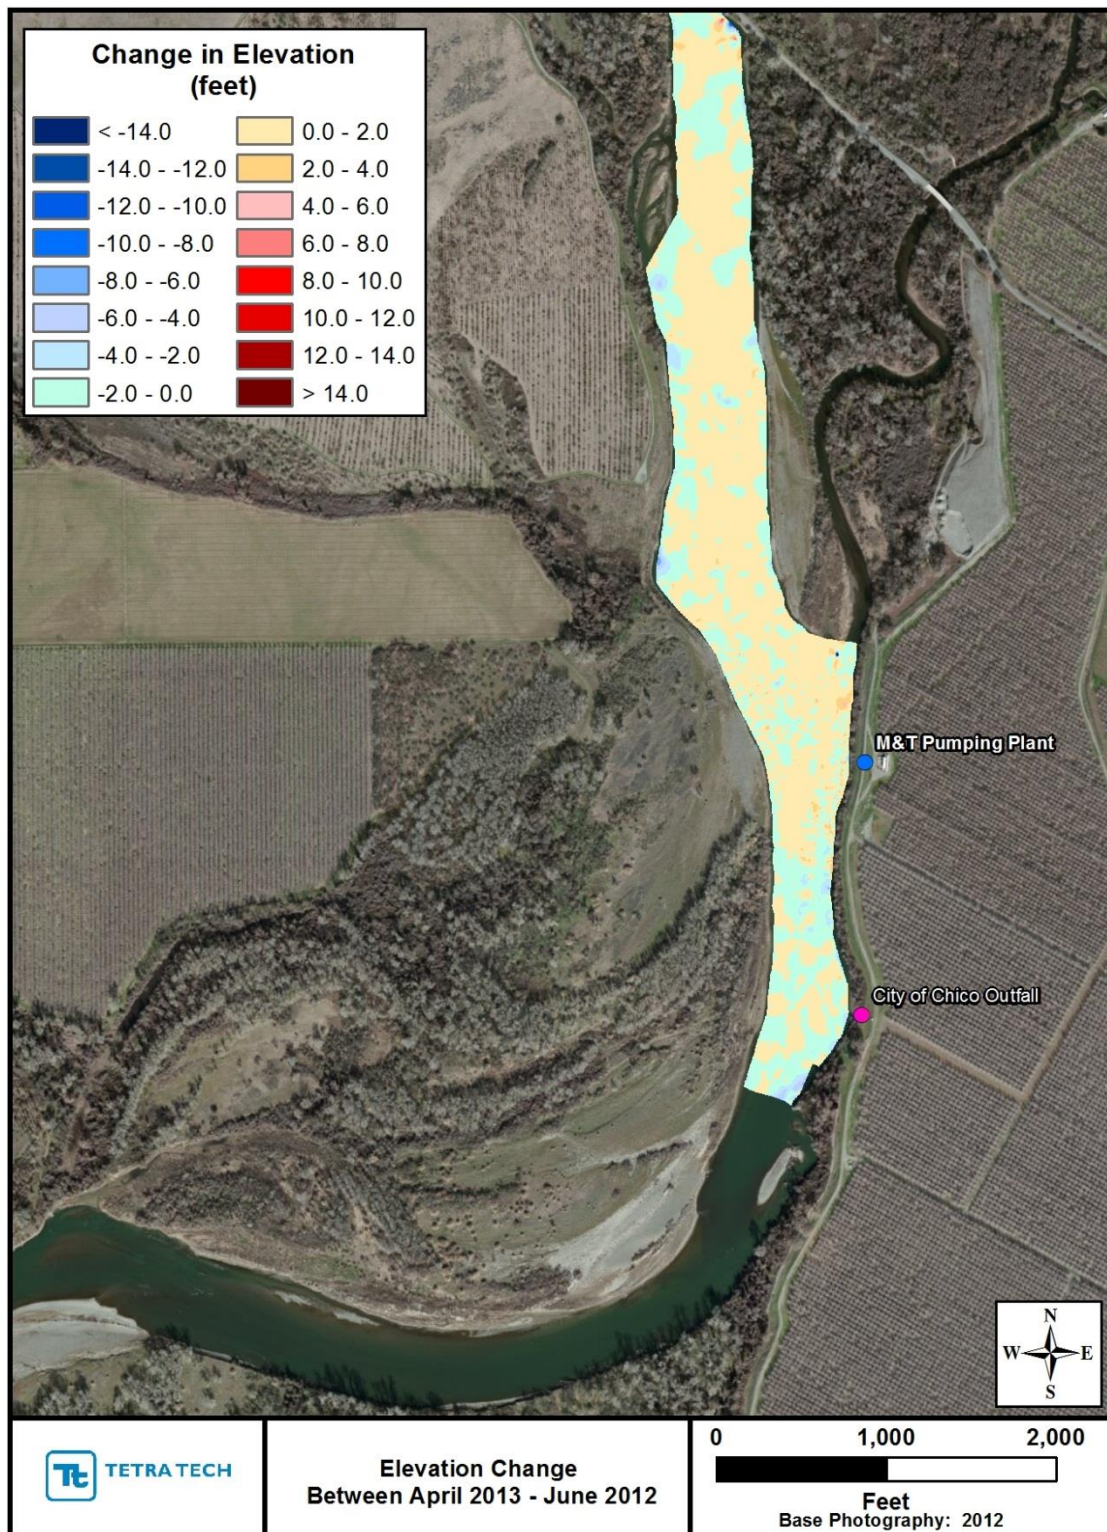 Change in Elevation
(feet)
< -14.0
-14.0 - -12.0
-12.0 - -10.0
-10.0 - -8.0
-8.0 - -6.0
-6.0 - -4.0
-4.0 - -2.0
-2.0 - 0.0
0.0 - 2.0
2.0 - 4.0
4.0 - 6.0
6.0 - 8.0
8.0 - 10.0
10.0 - 12.0
12.0 - 14.0
> 14.0
M&T Pumping Plant
City of Chico Outfall
N
W E
S
Tt TETRA TECH
Elevation Change
Between April 2013 - June 2012
0 1,000 2,000
Feet
Base Photography: 2012